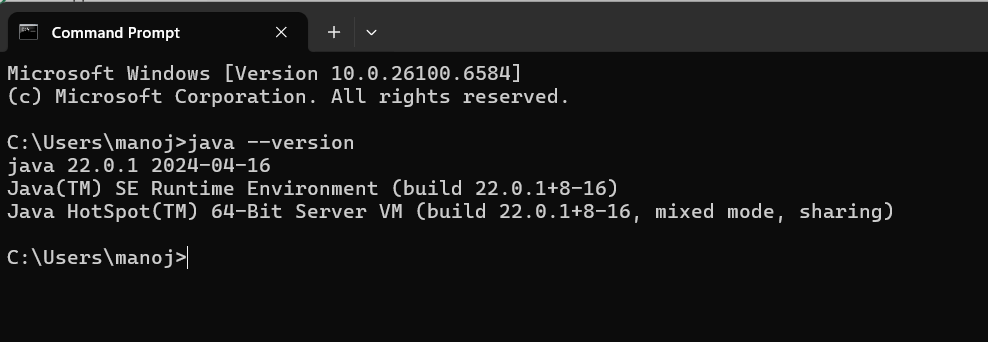 Command Prompt
Microsoft Windows [Version 10.0.26100.6584]
(c) Microsoft Corporation. All rights reserved.
C:\Users\manoj>java --version
java 22.0.1 2024-04-16
Java(TM) SE Runtime Environment (build 22.0.1+8-16)
Java HotSpot(TM) 64-Bit Server VM (build 22.0.1+8-16, mixed mode, sharing)
C:\Users\manoj>